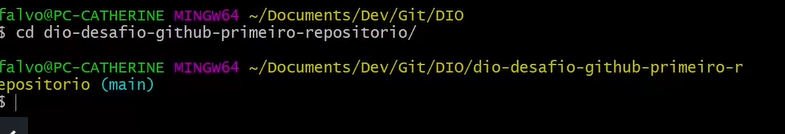 falvo@PC-CATHERINE MINGW64 ~/Documents/Dev/Git/DIO
$ cd dio-desafio-github-primeiro-repositorio/
falvo@PC-CATHERINE MINGW64 ~/Documents/Dev/Git/DIO/dio-desafio-github-primeiro-r
epositorio (main)
$